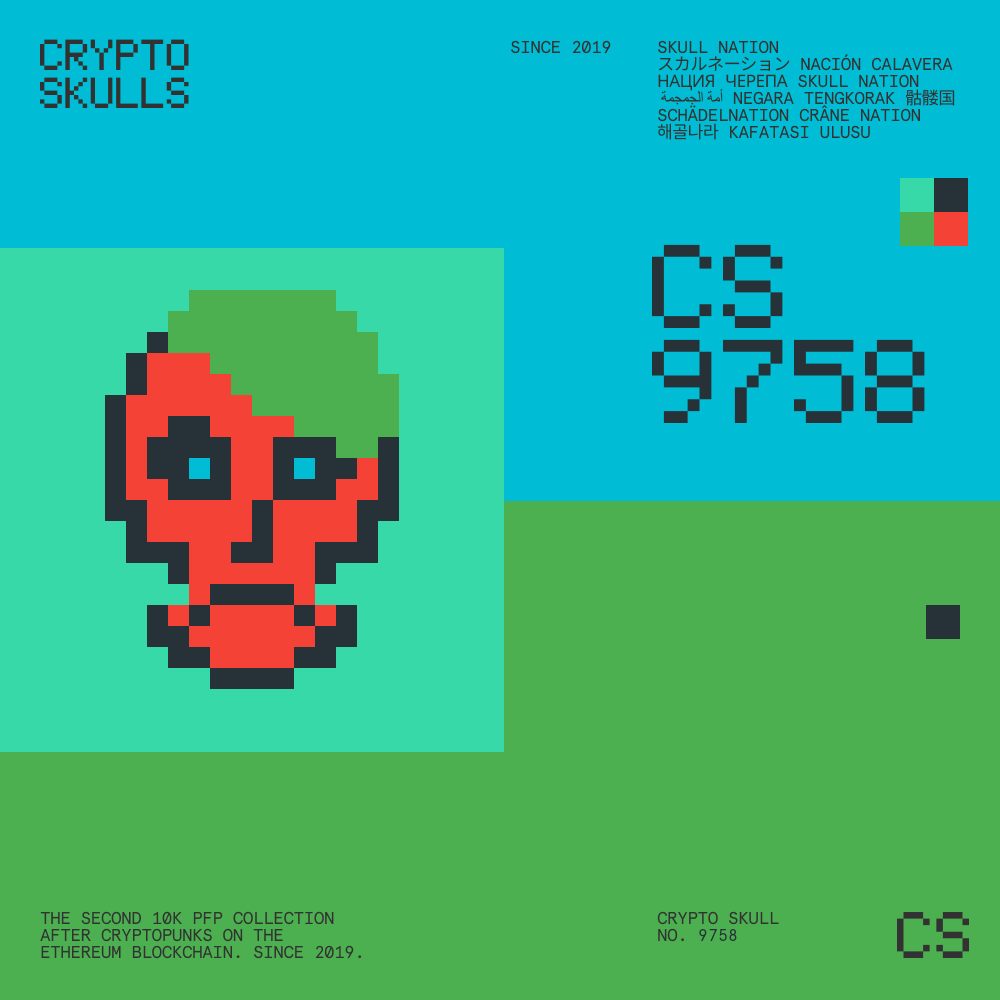 CRYPTO
SKULLS
SINCE 2019
SKULL NATION
スカルネーション NACIÓN CALAVERA
НАЦИЯ ЧЕРЕПА SKULL NATION
أمة الجمجمة NEGARA TENGKORAK 骷髅国
SCHÄDELNATION CRÂNE NATION
해골나라 KAFATASI ULUSU
CS
9758
THE SECOND 10K PFP COLLECTION
AFTER CRYPTOPUNKS ON THE
ETHEREUM BLOCKCHAIN. SINCE 2019.
CRYPTO SKULL
NO. 9758
CS